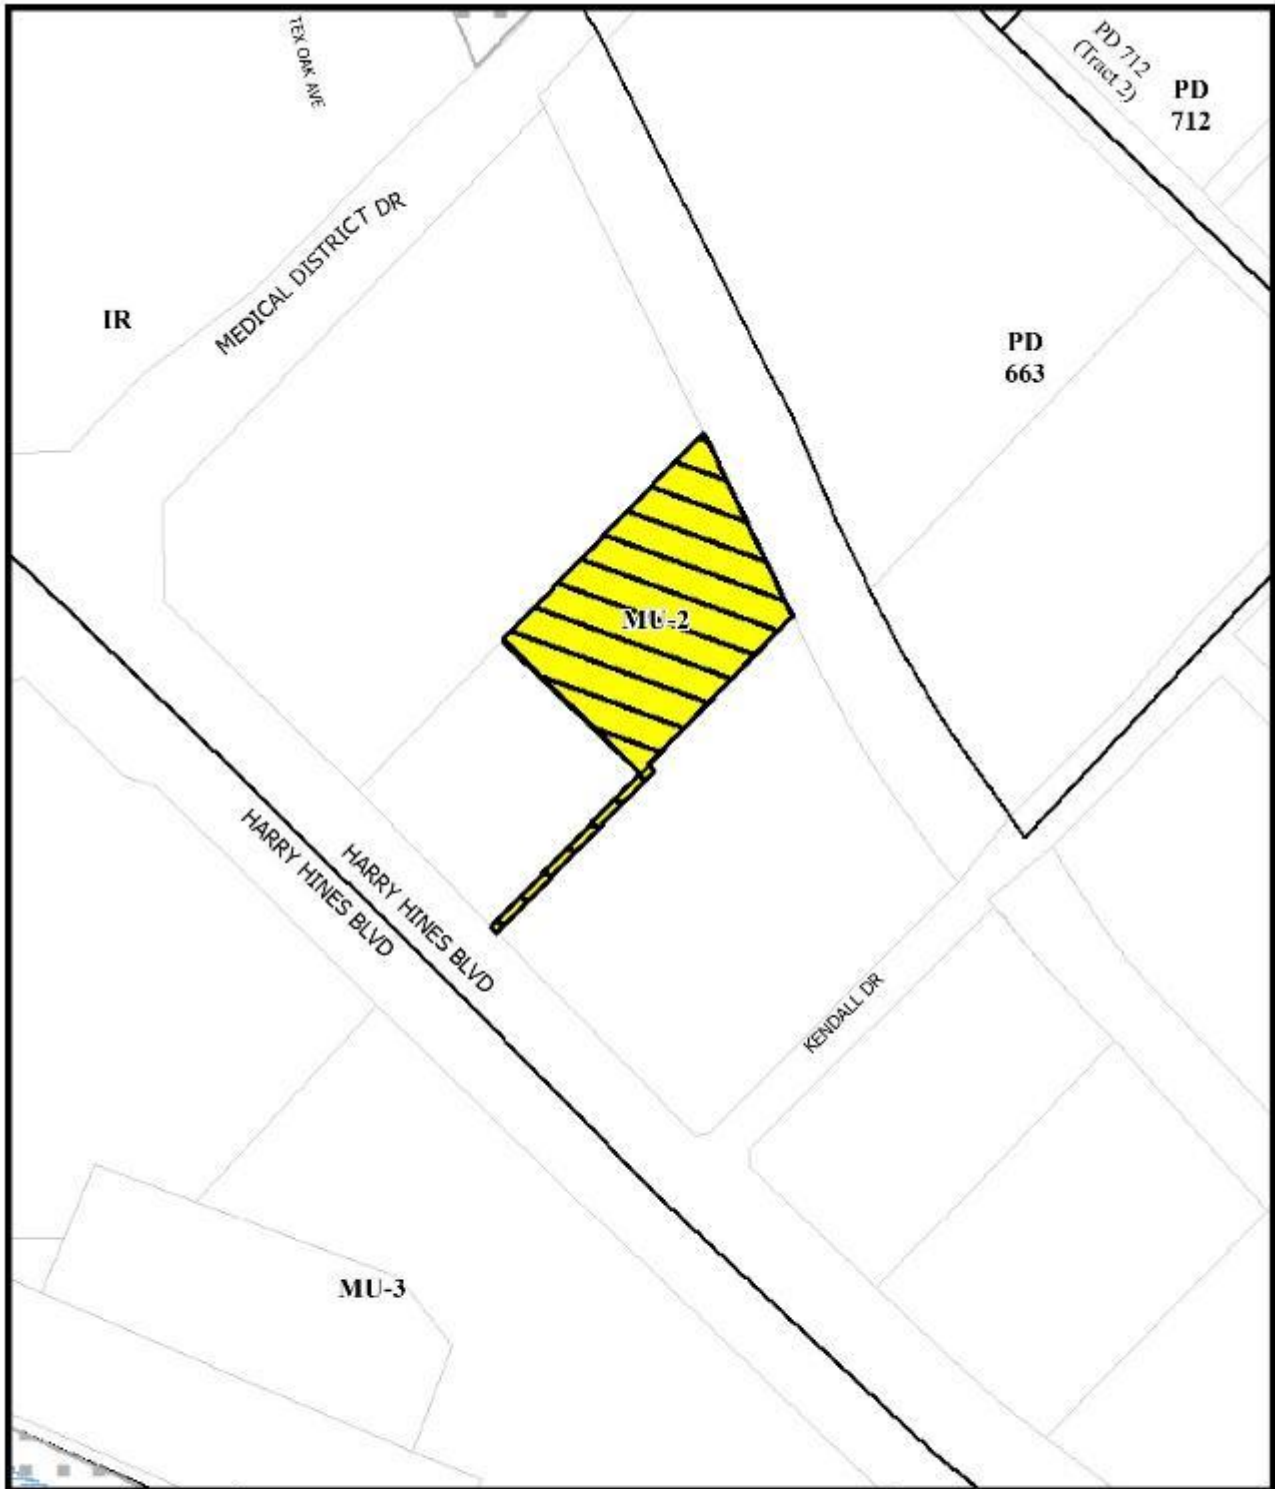 TEX OAK AVE
PD 712
(Tract 2)
PD
712
MEDICAL DISTRICT DR
IR
PD
663
MU-2
HARRY HINES BLVD
HARRY HINES BLVD
KENDALL DR
MU-3